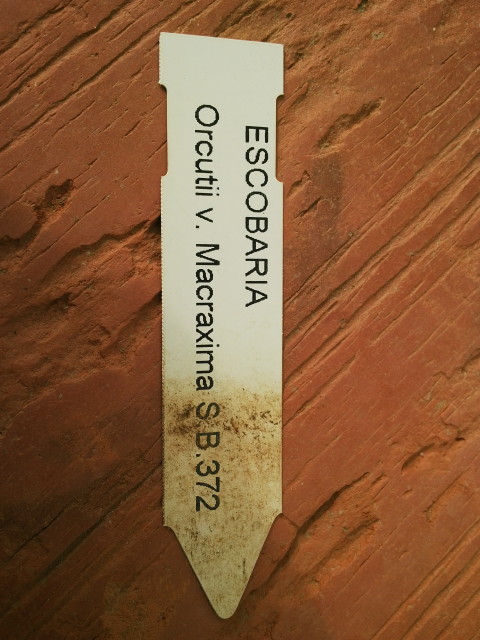 ESCOBARIA
Orcutii v. Macraxima S.B.372